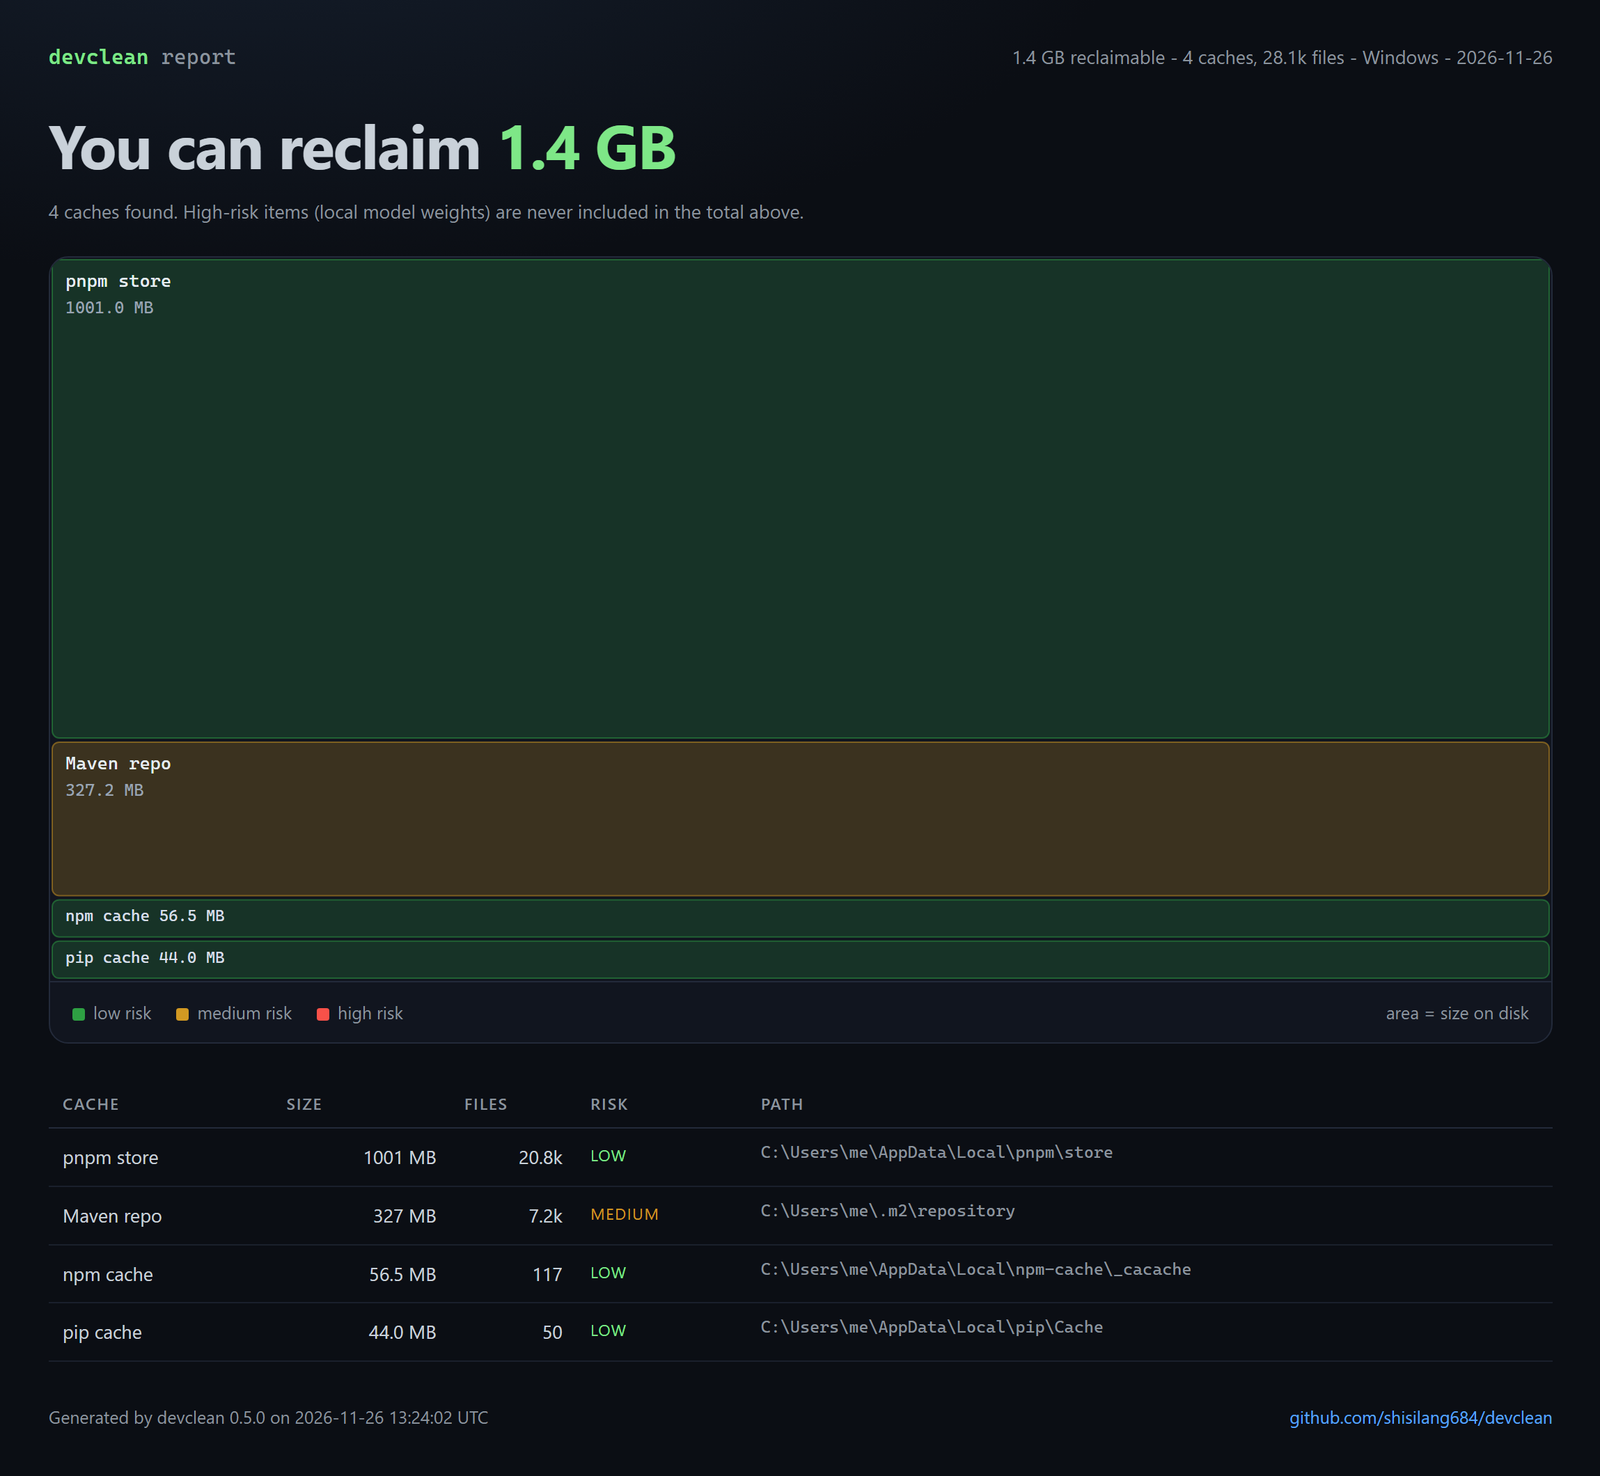 devclean report
1.4 GB reclaimable - 4 caches, 28.1k files - Windows - 2026-11-26
You can reclaim 1.4 GB
4 caches found. High-risk items (local model weights) are never included in the total above.
pnpm store
1001.0 MB
Maven repo
327.2 MB
npm cache 56.5 MB
pip cache 44.0 MB
low risk medium risk high risk area = size on disk
CACHE SIZE FILES RISK PATH
pnpm store 1001 MB 20.8k LOW C:\Users\me\AppData\Local\pnpm\store
Maven repo 327 MB 7.2k MEDIUM C:\Users\me\.m2\repository
npm cache 56.5 MB 117 LOW C:\Users\me\AppData\Local\npm-cache\_cacache
pip cache 44.0 MB 50 LOW C:\Users\me\AppData\Local\pip\Cache
Generated by devclean 0.5.0 on 2026-11-26 13:24:02 UTC
github.com/shisilang684/devclean